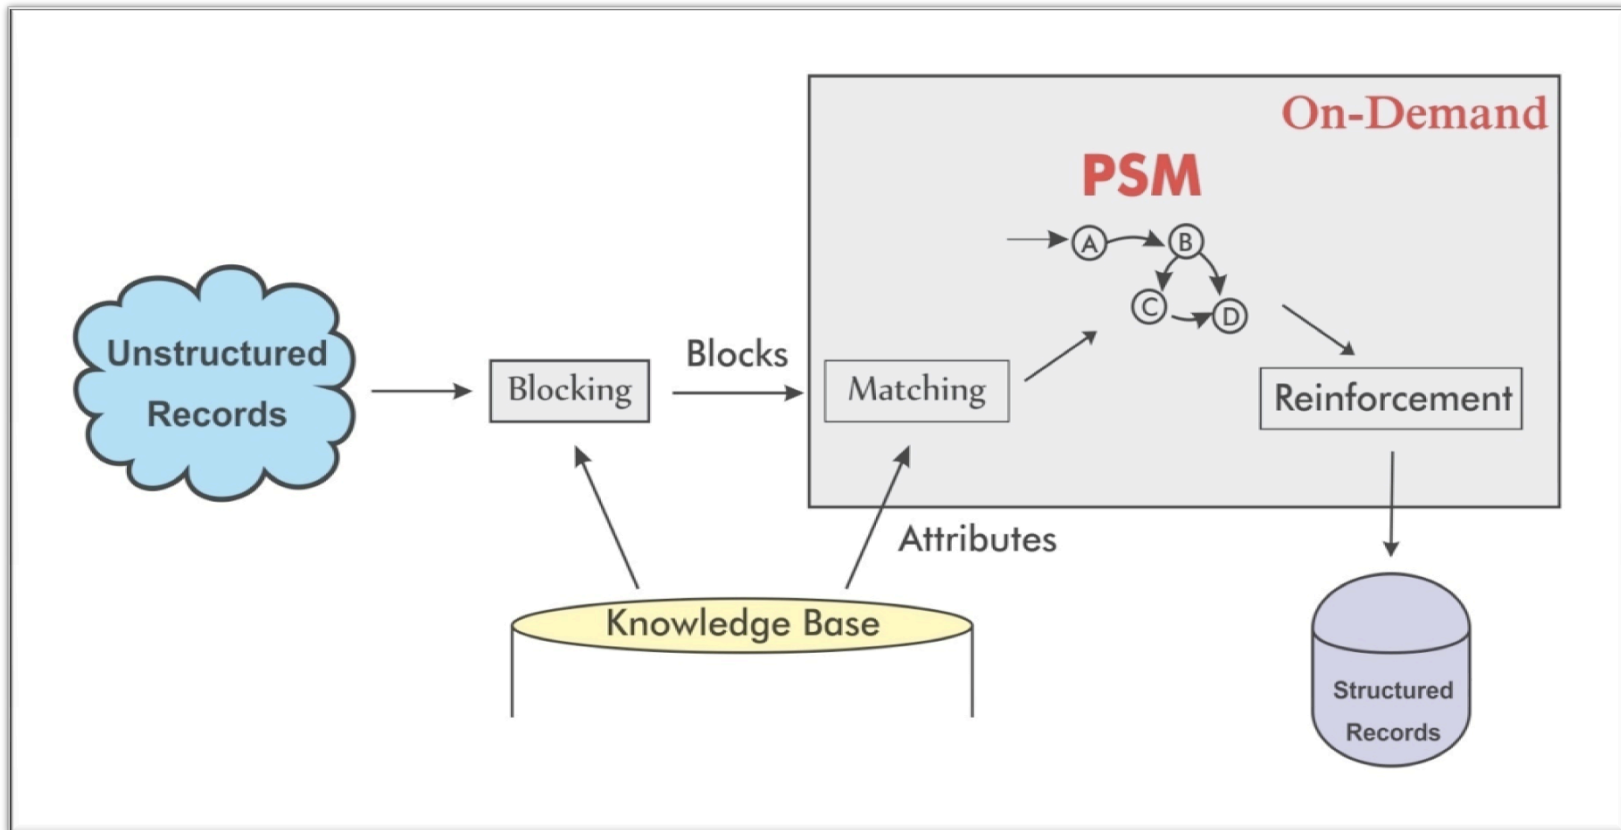 On-Demand
PSM
A
B
C
D
Unstructured
Records
Blocking
Blocks
Matching
Reinforcement
Attributes
Knowledge Base
Structured
Records